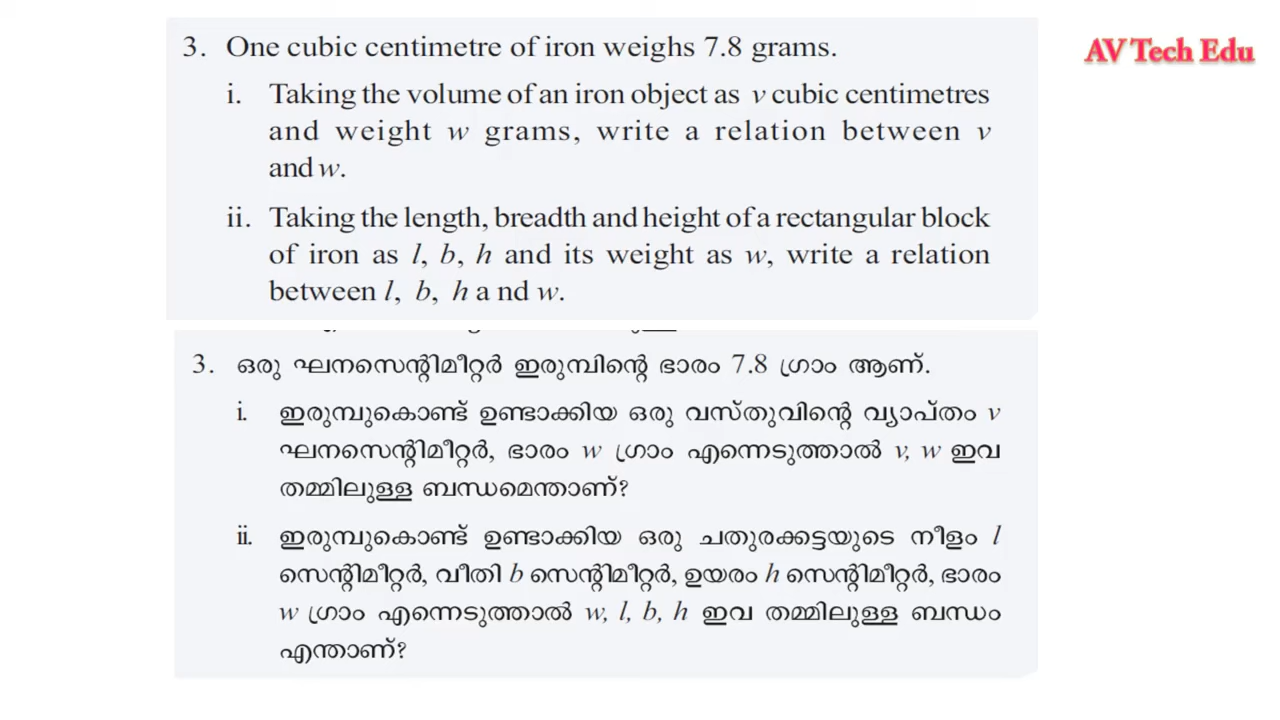 3. One cubic centimetre of iron weighs 7.8 grams.
AV Tech Edu
i. Taking the volume of an iron object as v cubic centimetres
and weight w grams, write a relation between v
and w.
ii. Taking the length, breadth and height of a rectangular block
of iron as l, b, h and its weight as w, write a relation
between l, b, h a nd w.
3. ഒരു ഘനസെന്റിമീറ്റർ ഇരുമ്പിന്റെ ഭാരം 7.8 ഗ്രാം ആണ്.
i. ഇരുമ്പുകൊണ്ട് ഉണ്ടാക്കിയ ഒരു വസ്തുവിന്റെ വ്യാപ്തം v
ഘനസെന്റിമീറ്റർ, ഭാരം w ഗ്രാം എന്നെടുത്താൽ v, w ഇവ
തമ്മിലുള്ള ബന്ധമെന്താണ്?
ii. ഇരുമ്പുകൊണ്ട് ഉണ്ടാക്കിയ ഒരു ചതുരക്കട്ടയുടെ നീളം l
സെന്റിമീറ്റർ, വീതി b സെന്റിമീറ്റർ, ഉയരം h സെന്റിമീറ്റർ, ഭാരം
w ഗ്രാം എന്നെടുത്താൽ w, l, b, h ഇവ തമ്മിലുള്ള ബന്ധം
എന്താണ്?